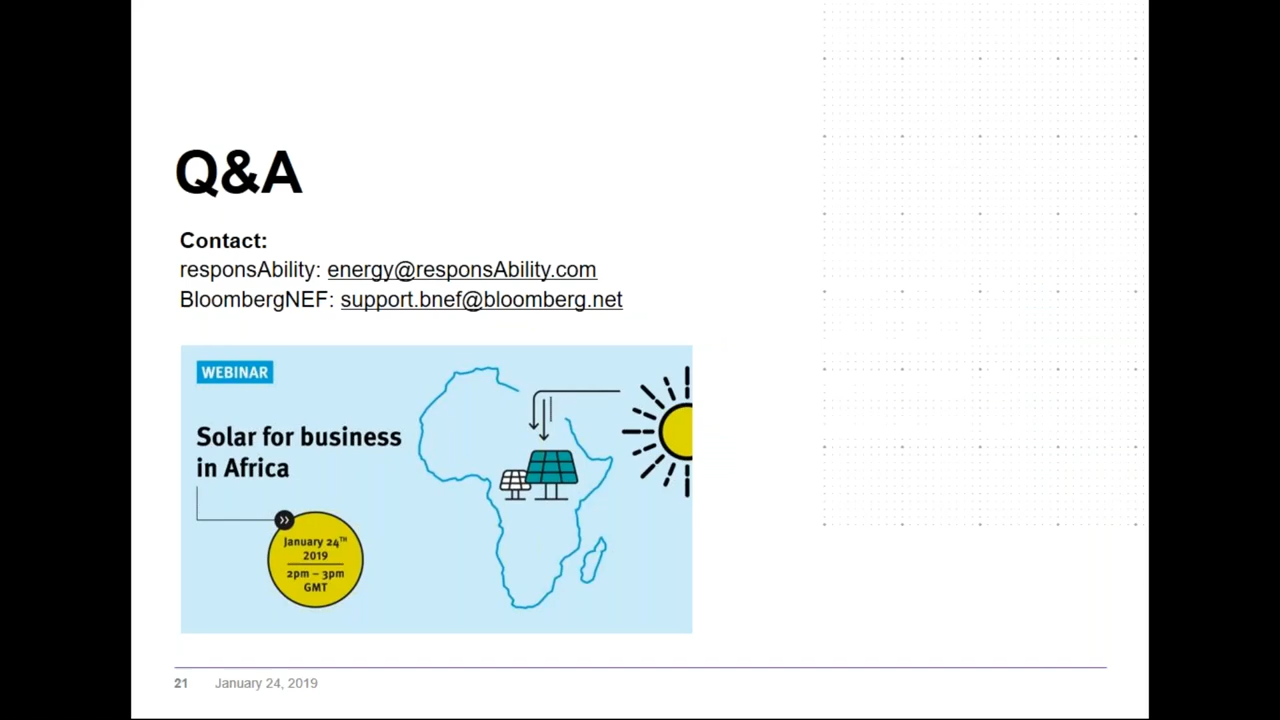 Q&A
Contact:
responsAbility: energy@responsAbility.com
BloombergNEF: support.bnef@bloomberg.net
WEBINAR
Solar for business
in Africa
January 24TH
2019
2pm – 3pm
GMT
21 January 24, 2019